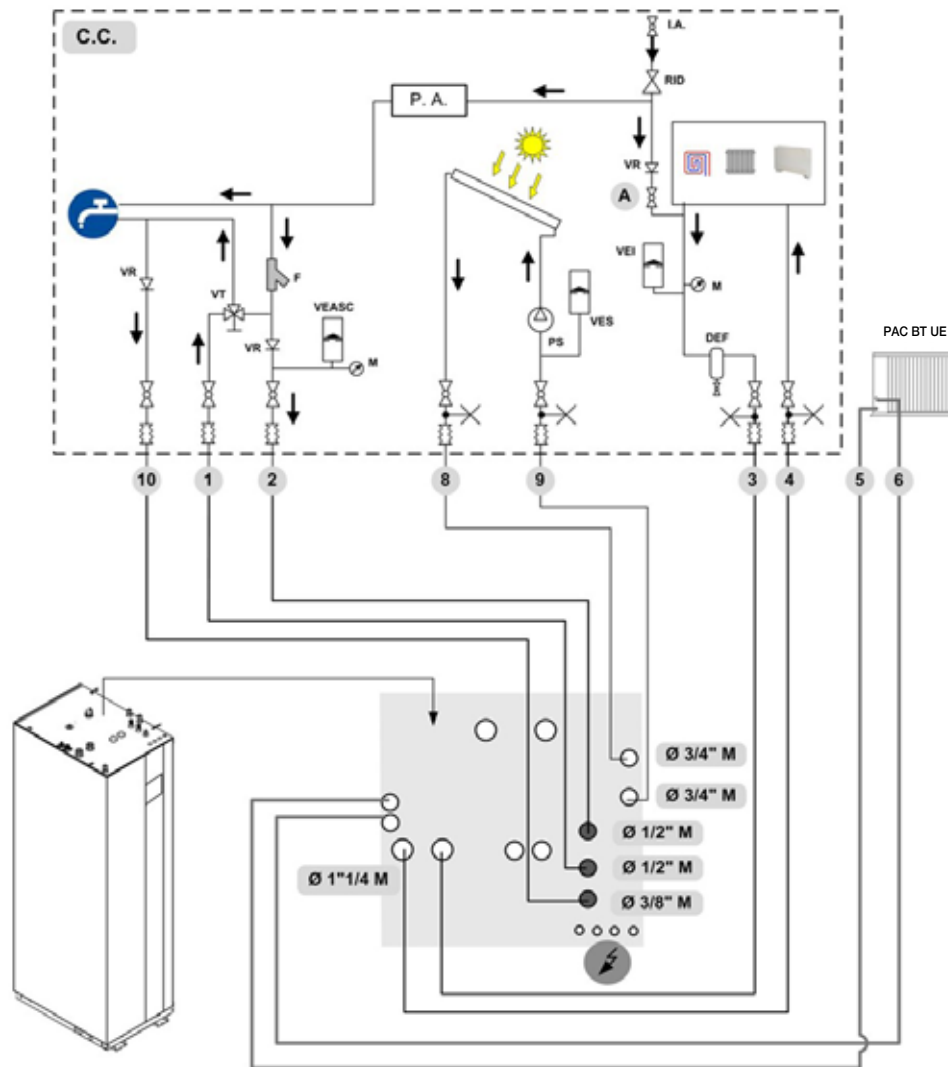 C.C.
I.A.
RID
P. A.
VR
A
VR
F
VT
VEASC
VR
M
PS
VES
VEI
M
DEF
PAC BT UE
10
1
2
8
9
3
4
5
6
Ø 3/4" M
Ø 3/4" M
Ø 1/2" M
Ø 1"1/4 M
Ø 1/2" M
Ø 3/8" M